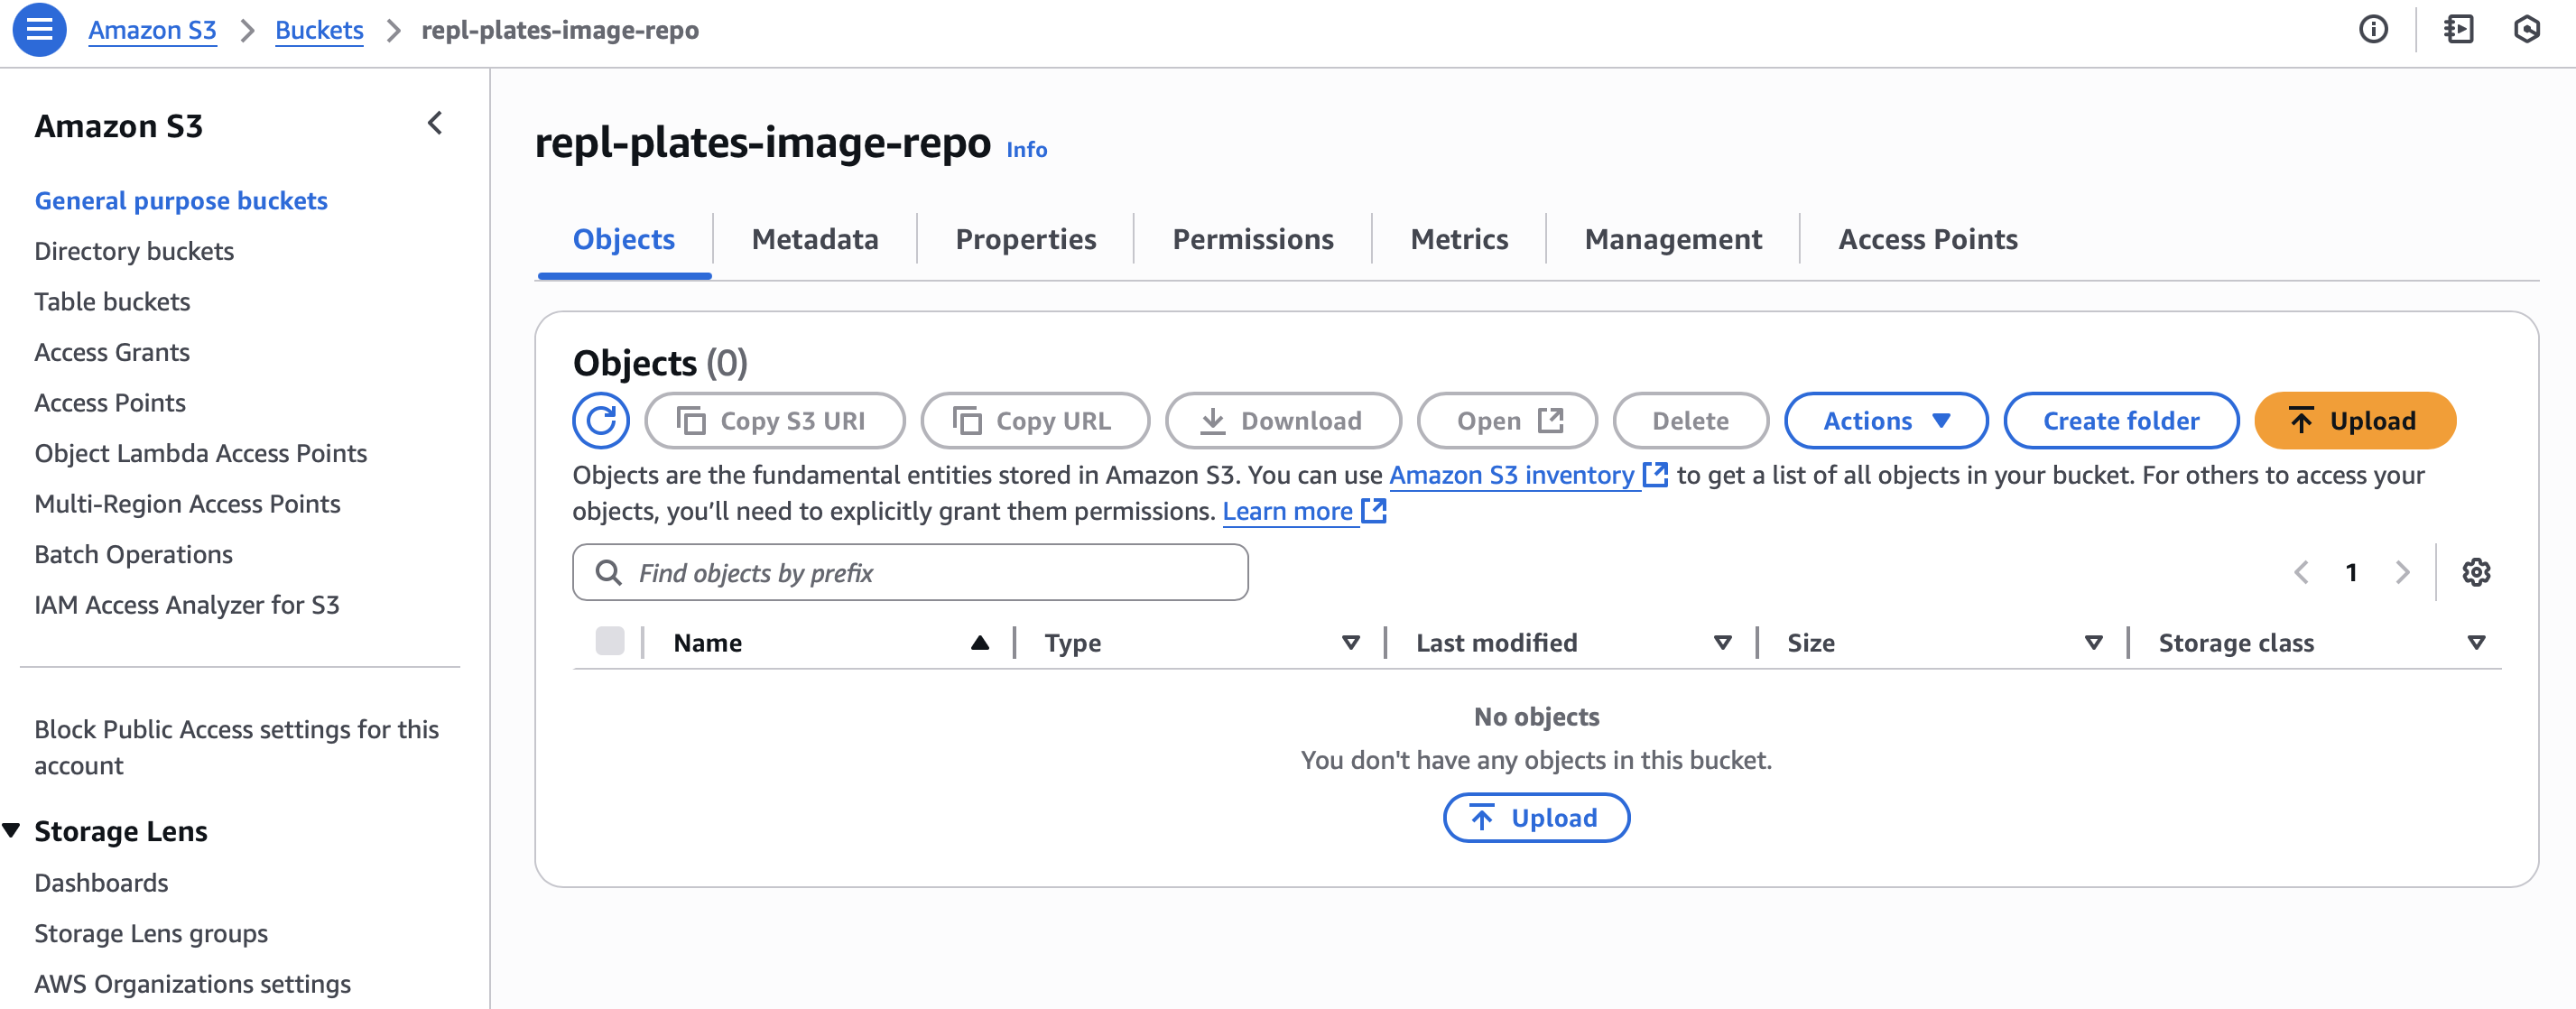 Amazon S3 Buckets repl-plates-image-repo
Amazon S3
General purpose buckets
Directory buckets
Table buckets
Access Grants
Access Points
Object Lambda Access Points
Multi-Region Access Points
Batch Operations
IAM Access Analyzer for S3
Block Public Access settings for this
account
Storage Lens
Dashboards
Storage Lens groups
AWS Organizations settings
repl-plates-image-repo Info
Objects Metadata Properties Permissions Metrics Management Access Points
Objects (0)
Copy S3 URI Copy URL Download Open Delete Actions Create folder Upload
Objects are the fundamental entities stored in Amazon S3. You can use Amazon S3 inventory to get a list of all objects in your bucket. For others to access your
objects, you’ll need to explicitly grant them permissions. Learn more
Find objects by prefix
1
Name Type Last modified Size Storage class
No objects
You don't have any objects in this bucket.
Upload